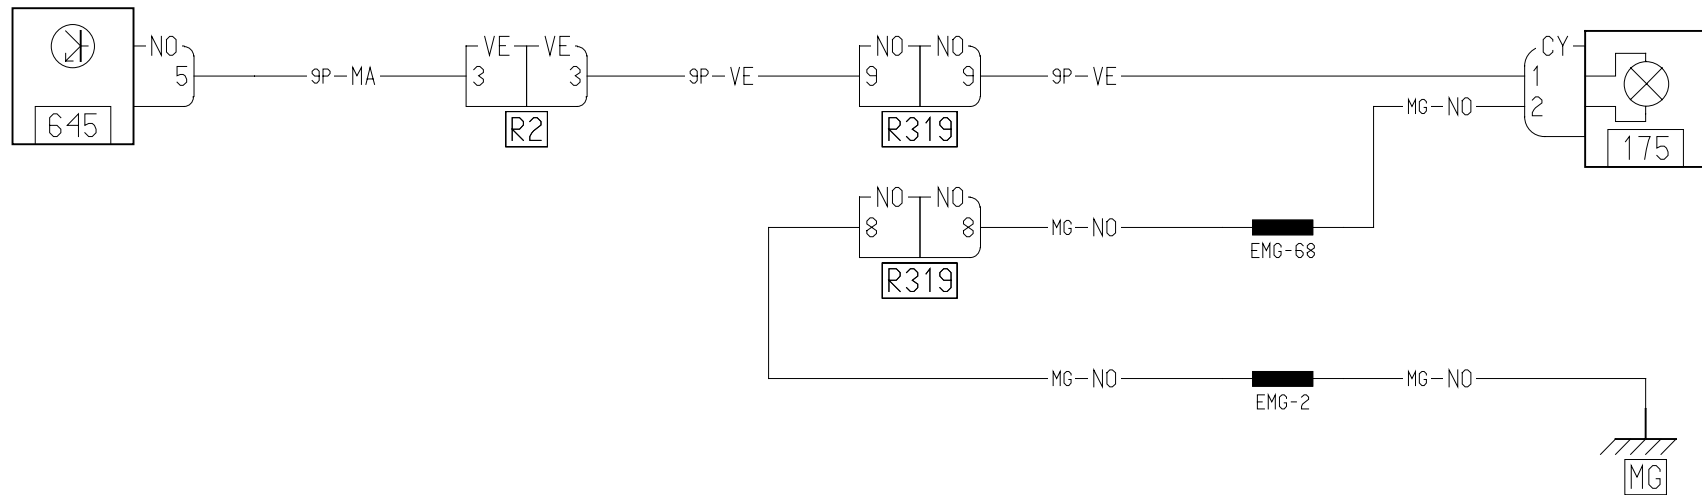 NO VE VE NO NO CY
5 9P-MA 3 3 9P-VE 9 9 9P-VE 1
MG-NO 2
645 R2 R319 175
NO NO
8 8 MG-NO
EMG-68
R319
MG-NO MG-NO
EMG-2
MG